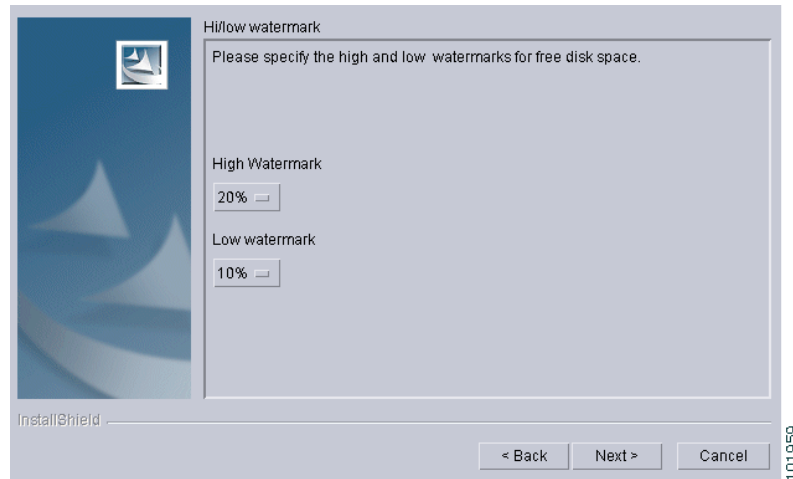 Hi/low watermark
Please specify the high and low watermarks for free disk space.
High Watermark
20%
Low watermark
10%
InstallShield
< Back
Next >
Cancel
101959